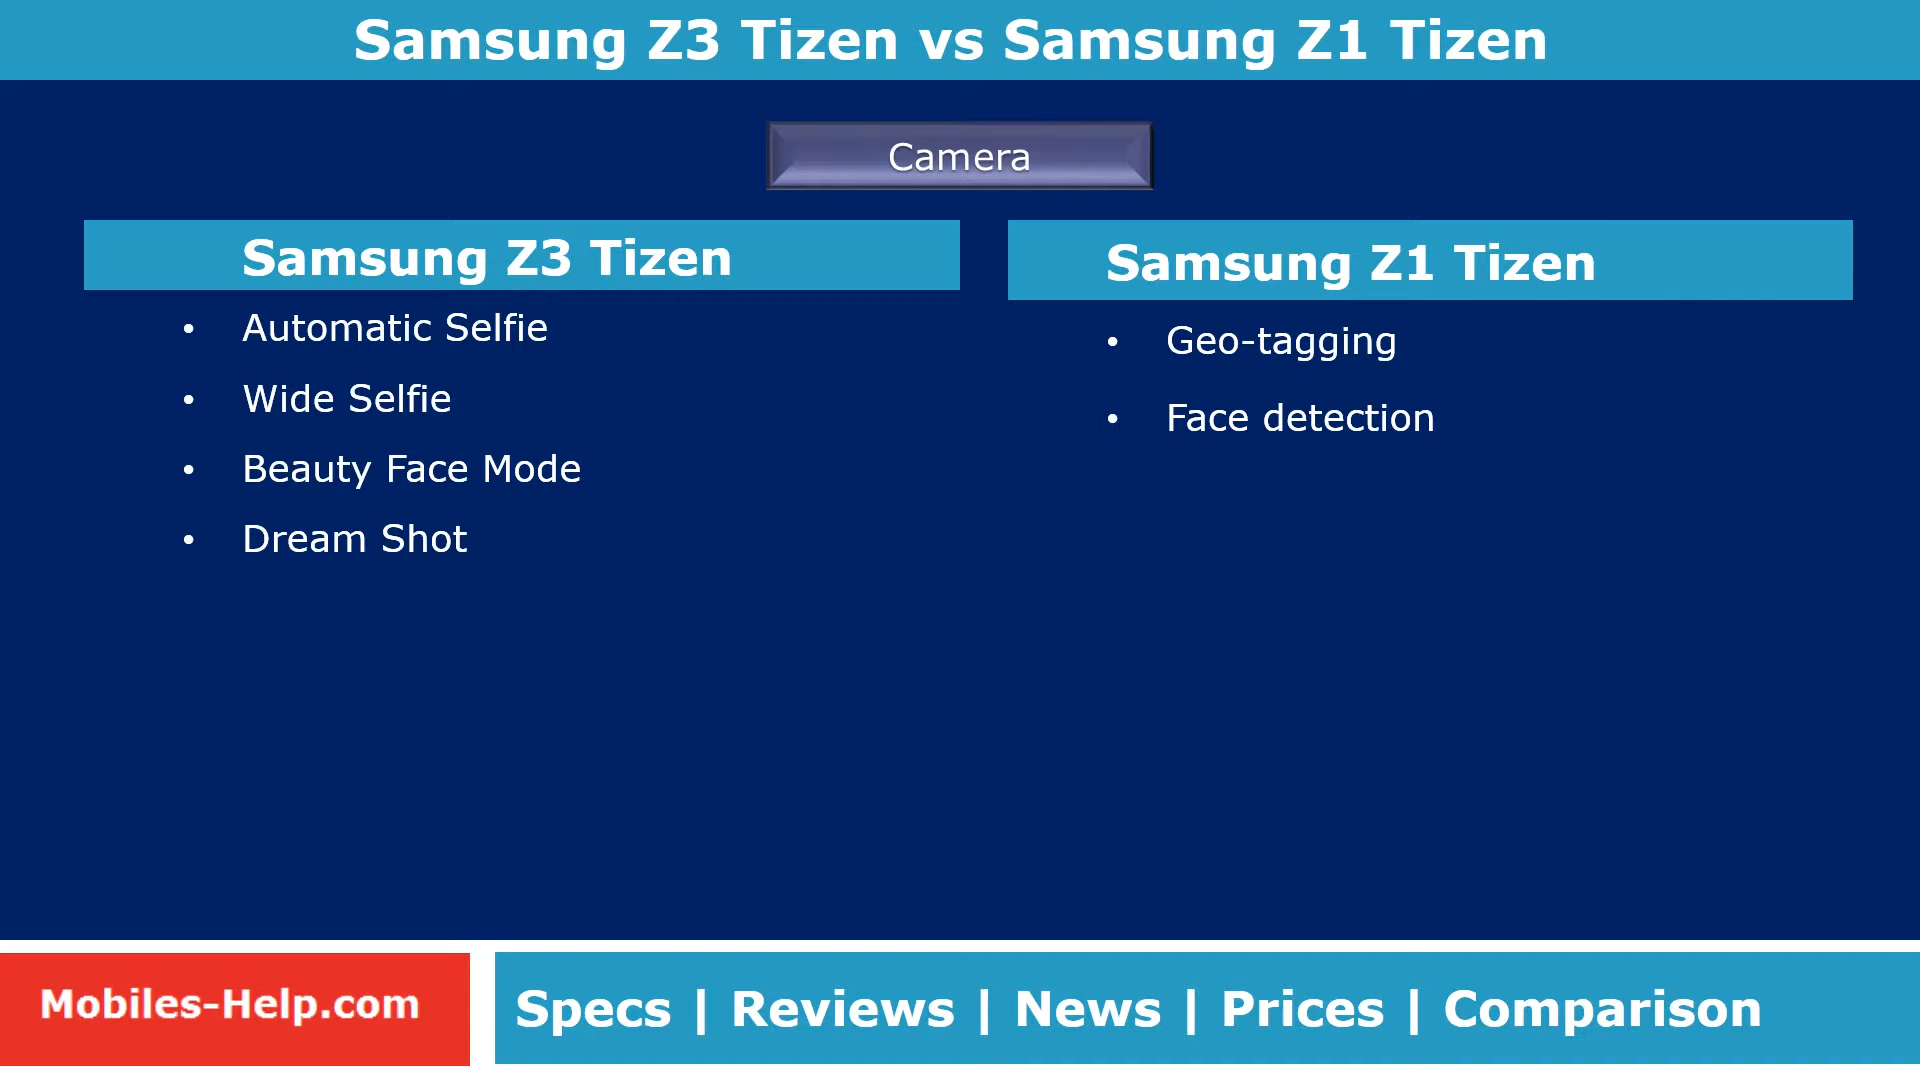 Samsung Z3 Tizen vs Samsung Z1 Tizen
Camera
Samsung Z3 Tizen
• Automatic Selfie
• Wide Selfie
• Beauty Face Mode
• Dream Shot
Samsung Z1 Tizen
• Geo-tagging
• Face detection
Mobiles-Help.com
Specs | Reviews | News | Prices | Comparison